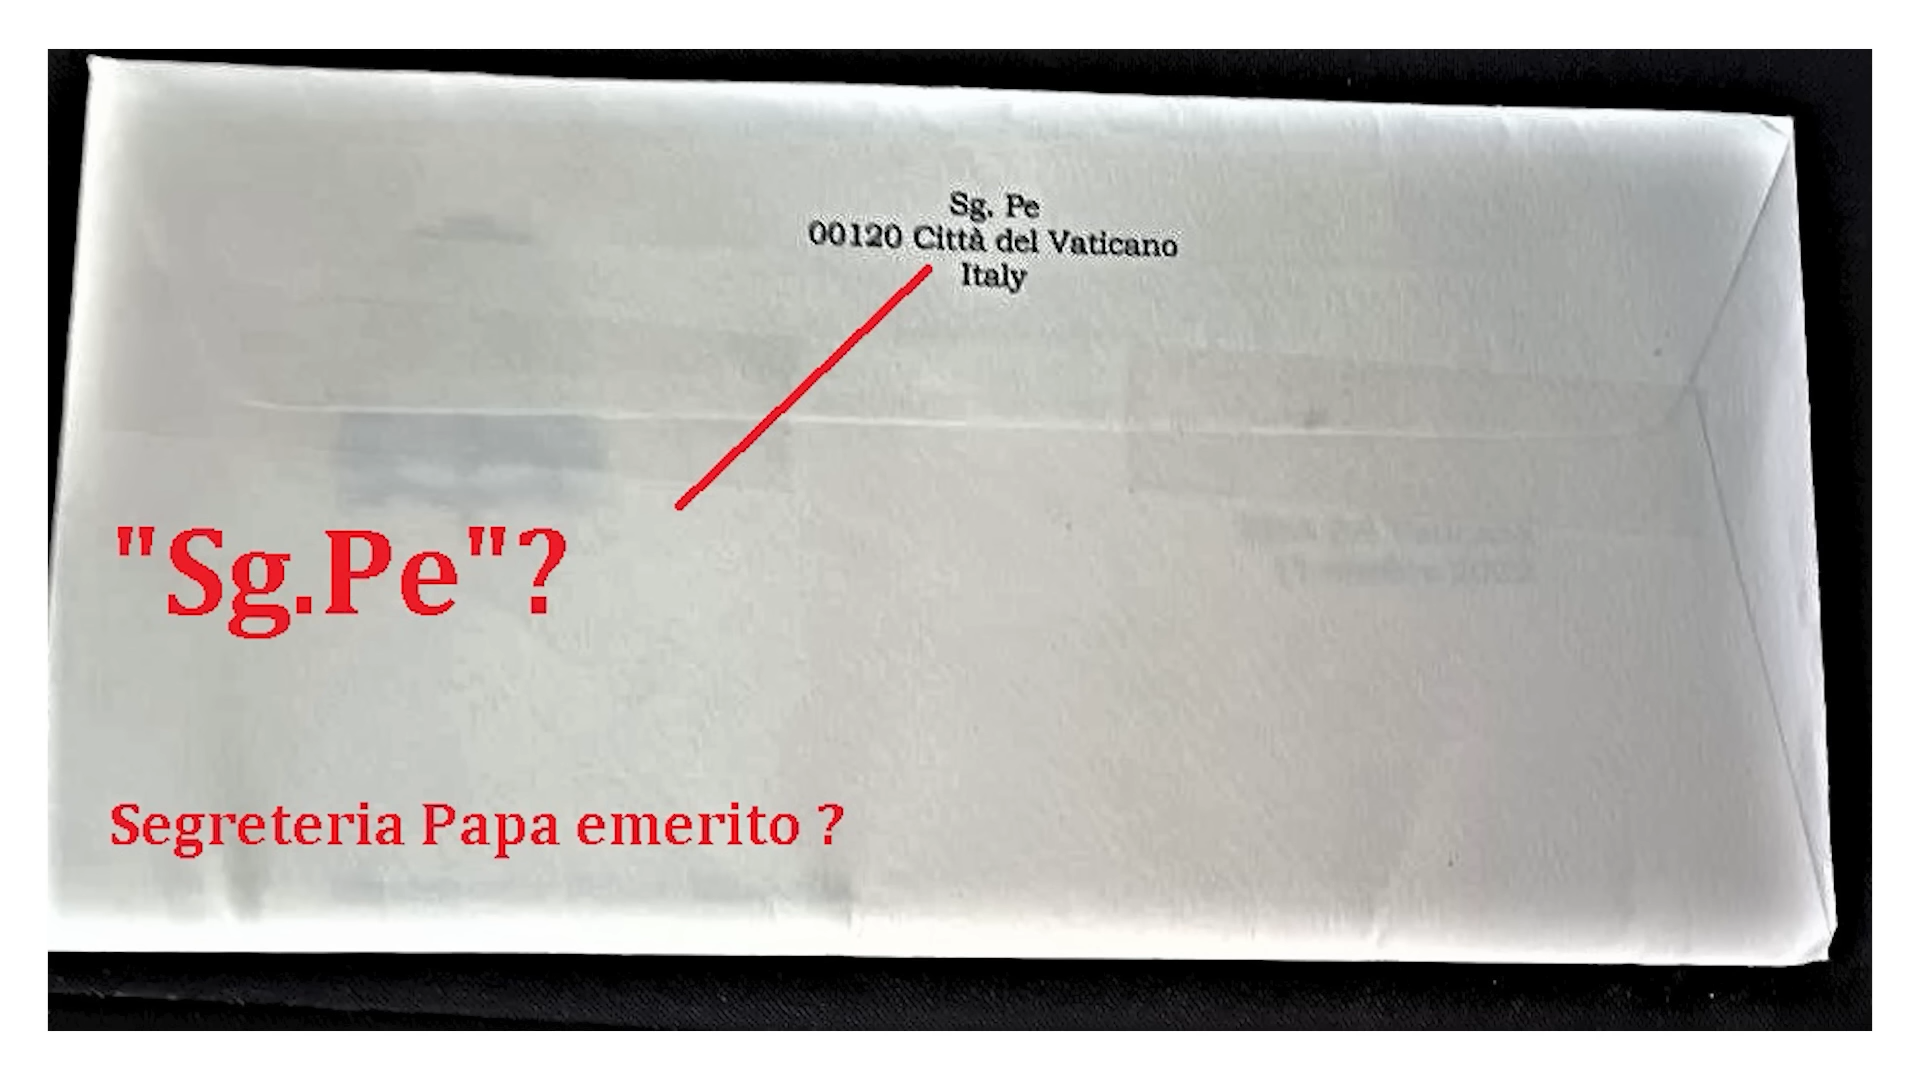 Sg. Pe
00120 Città del Vaticano
Italy
"Sg.Pe"?
Segreteria Papa emerito ?